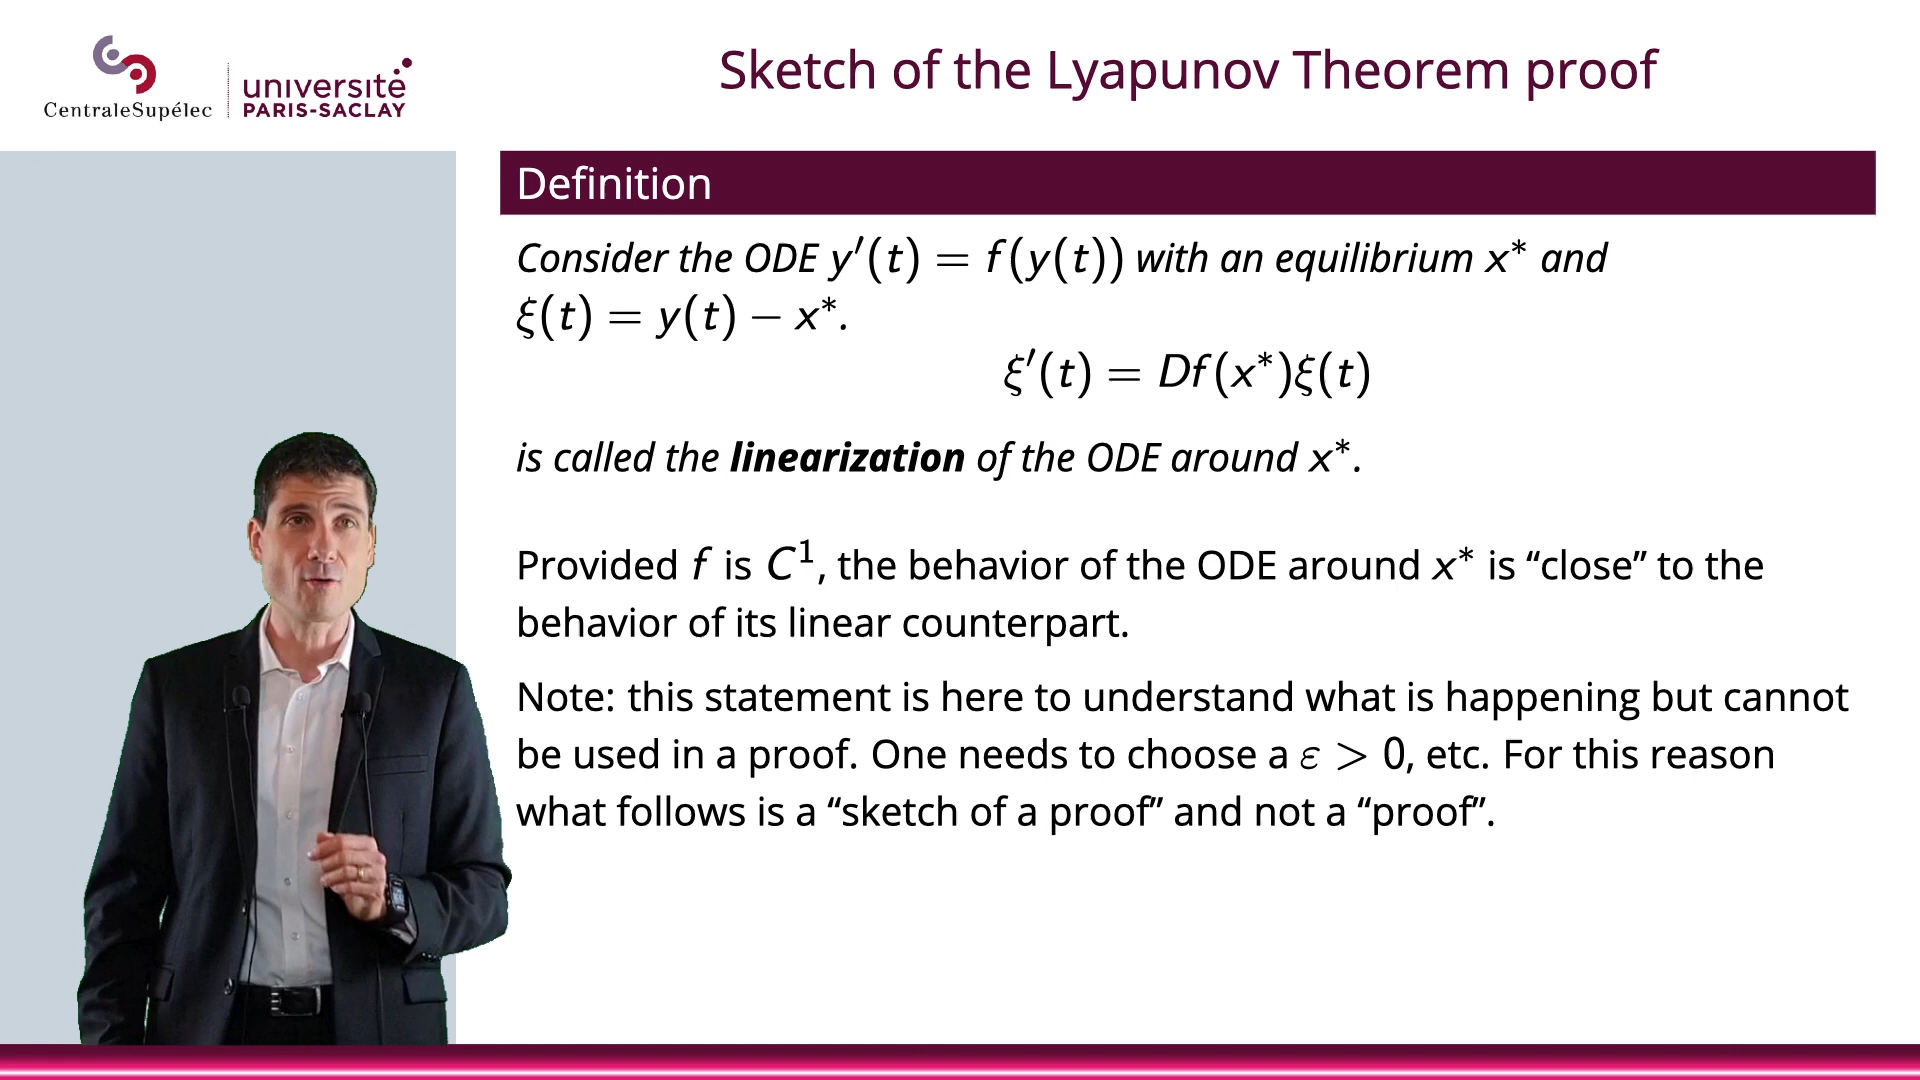 CentraleSupélec
université
PARIS-SACLAY
Sketch of the Lyapunov Theorem proof
Definition
Consider the ODE y′(t) = f(y(t)) with an equilibrium x* and
ξ(t) = y(t) − x*.
ξ′(t) = Df(x*)ξ(t)
is called the linearization of the ODE around x*.
Provided f is C¹, the behavior of the ODE around x* is “close” to the
behavior of its linear counterpart.
Note: this statement is here to understand what is happening but cannot
be used in a proof. One needs to choose a ε > 0, etc. For this reason
what follows is a “sketch of a proof” and not a “proof”.